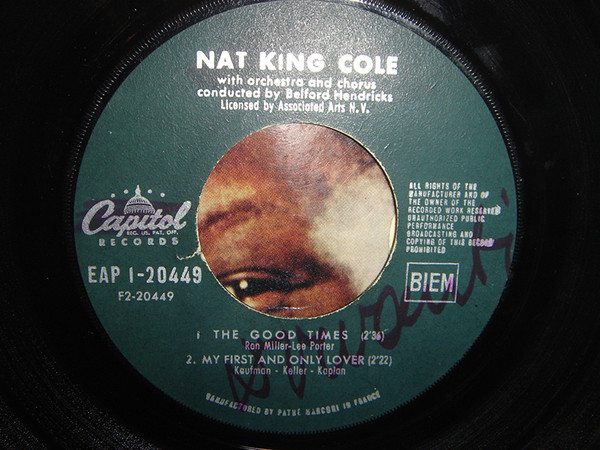 NAT KING COLE
with orchestra and chorus
conducted by Belford Hendricks
Licensed by Associated Arts N.V.
Capitol
REG. U.S. PAT. OFF.
RECORDS
EAP 1-20449
F2-20449
ALL RIGHTS OF THE
MANUFACTURER AND OF
THE OWNER OF THE
RECORDED WORK RESERVED
UNAUTHORIZED PUBLIC
PERFORMANCE
BROADCASTING AND
COPYING OF THIS RECORD
PROHIBITED
BIEM
1 THE GOOD TIMES (2'36)
Ron Miller-Lee Porter
2. MY FIRST AND ONLY LOVER (2'22)
Kaufman - Keller - Kaplan
MANUFACTURED BY PATHÉ MARCONI IN FRANCE